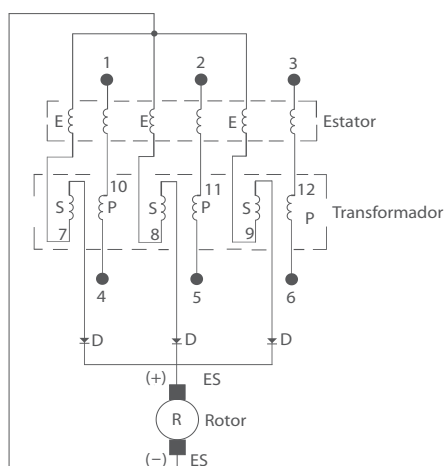 1 2 3
E E E Estator
10 11 12
S P S P S P Transformador
7 8 9
4 5 6
D D D
(+) ES
R Rotor
(−) ES